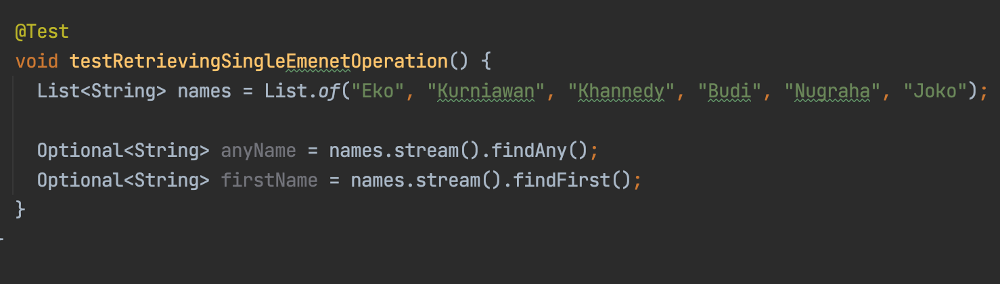 @Test
void testRetrievingSingleEmenetOperation() {
List<String> names = List.of("Eko", "Kurniawan", "Khannedy", "Budi", "Nugraha", "Joko");
Optional<String> anyName = names.stream().findAny();
Optional<String> firstName = names.stream().findFirst();
}